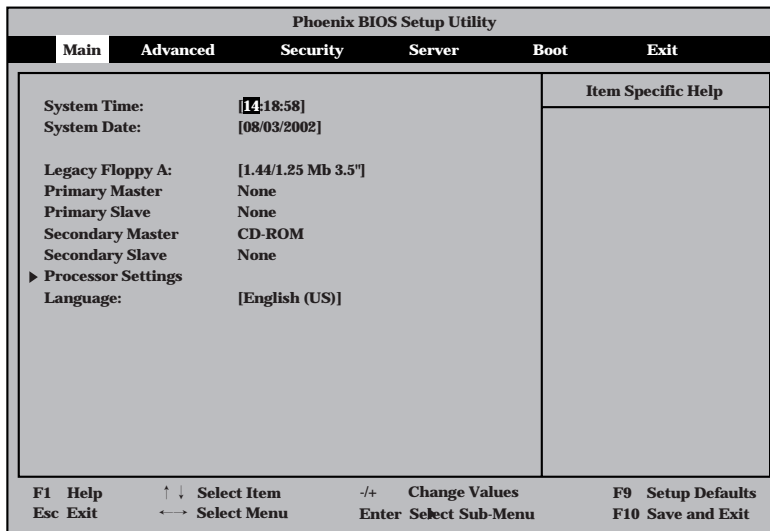 Phoenix BIOS Setup Utility
Main Advanced Security Server Boot Exit
Item Specific Help
System Time: [14:18:58]
System Date: [08/03/2002]
Legacy Floppy A: [1.44/1.25 Mb 3.5"]
Primary Master None
Primary Slave None
Secondary Master CD-ROM
Secondary Slave None
Processor Settings
Language: [English (US)]
F1 Help ↑ ↓ Select Item -/+ Change Values F9 Setup Defaults
Esc Exit ←→ Select Menu Enter Select Sub-Menu F10 Save and Exit